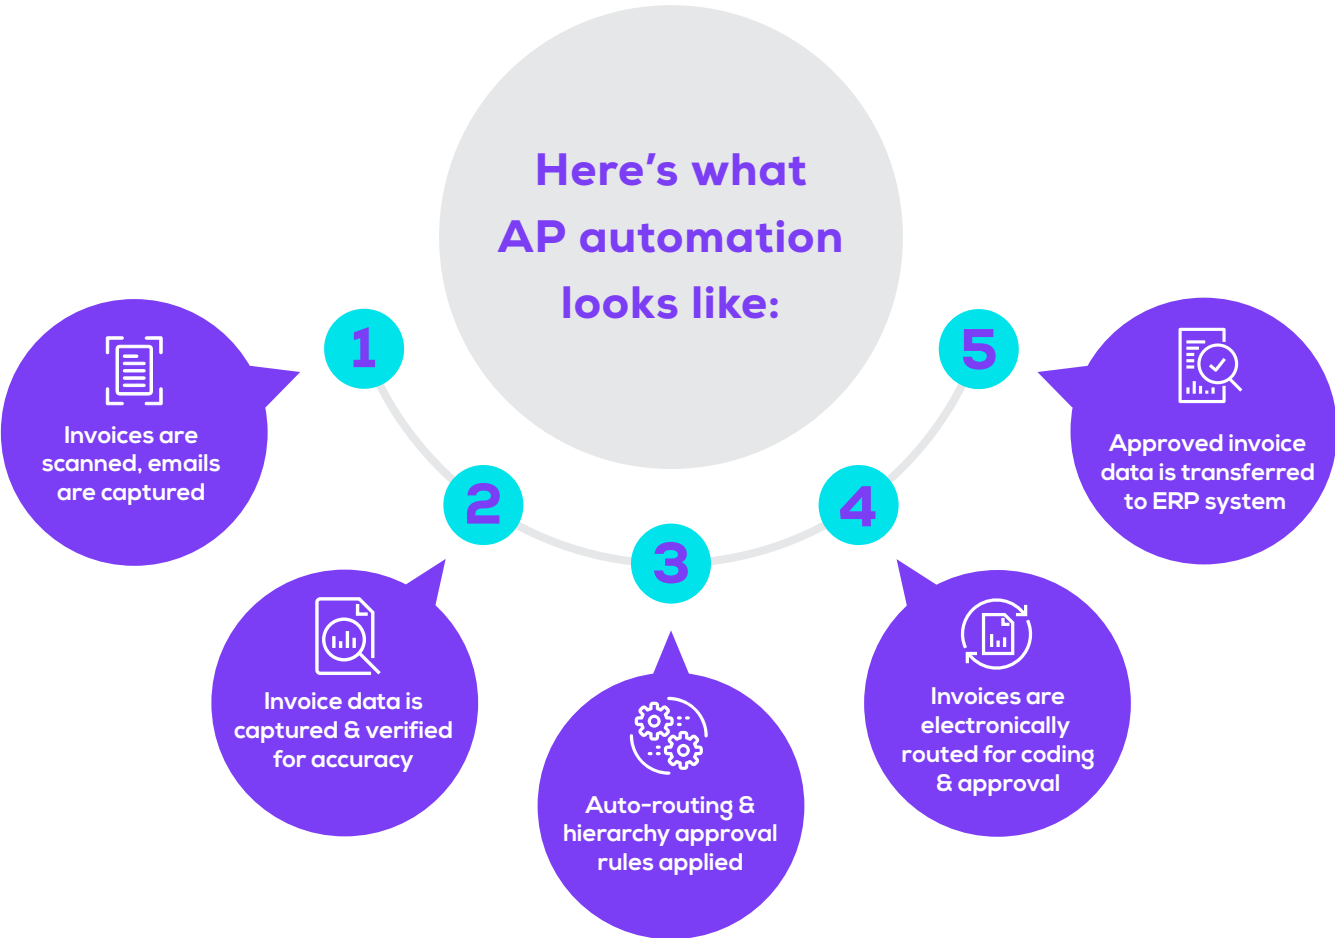 Here’s what
AP automation
looks like:
1
Invoices are
scanned, emails
are captured
2
Invoice data is
captured & verified
for accuracy
3
Auto-routing &
hierarchy approval
rules applied
4
Invoices are
electronically
routed for coding
& approval
5
Approved invoice
data is transferred
to ERP system